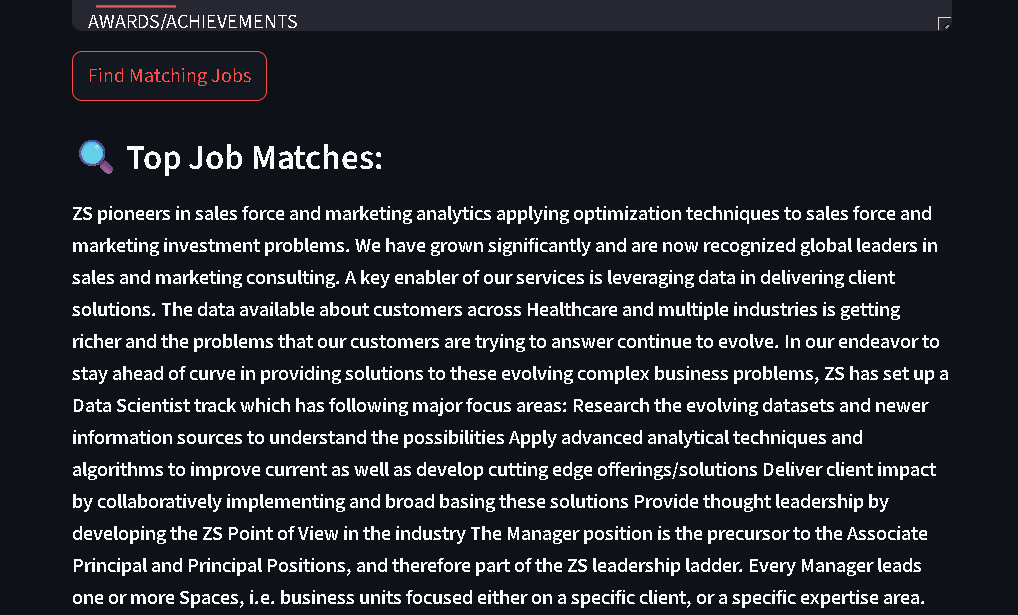 AWARDS/ACHIEVEMENTS
Find Matching Jobs
Top Job Matches:
ZS pioneers in sales force and marketing analytics applying optimization techniques to sales force and
marketing investment problems. We have grown significantly and are now recognized global leaders in
sales and marketing consulting. A key enabler of our services is leveraging data in delivering client
solutions. The data available about customers across Healthcare and multiple industries is getting
richer and the problems that our customers are trying to answer continue to evolve. In our endeavor to
stay ahead of curve in providing solutions to these evolving complex business problems, ZS has set up a
Data Scientist track which has following major focus areas: Research the evolving datasets and newer
information sources to understand the possibilities Apply advanced analytical techniques and
algorithms to improve current as well as develop cutting edge offerings/solutions Deliver client impact
by collaboratively implementing and broad basing these solutions Provide thought leadership by
developing the ZS Point of View in the industry The Manager position is the precursor to the Associate
Principal and Principal Positions, and therefore part of the ZS leadership ladder. Every Manager leads
one or more Spaces, i.e. business units focused either on a specific client, or a specific expertise area.